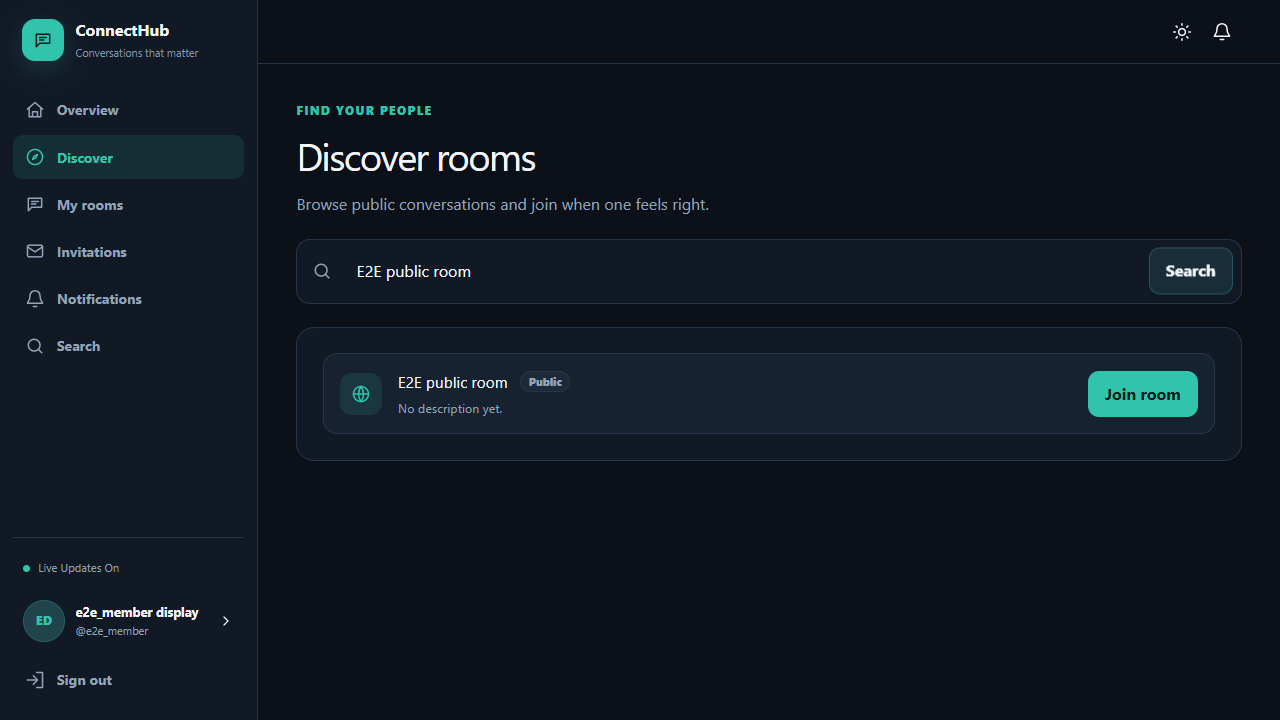 ConnectHub
Conversations that matter
Overview
Discover
My rooms
Invitations
Notifications
Search
Live Updates On
ED
e2e_member display
@e2e_member
Sign out
FIND YOUR PEOPLE
Discover rooms
Browse public conversations and join when one feels right.
E2E public room
Search
E2E public room Public
No description yet.
Join room